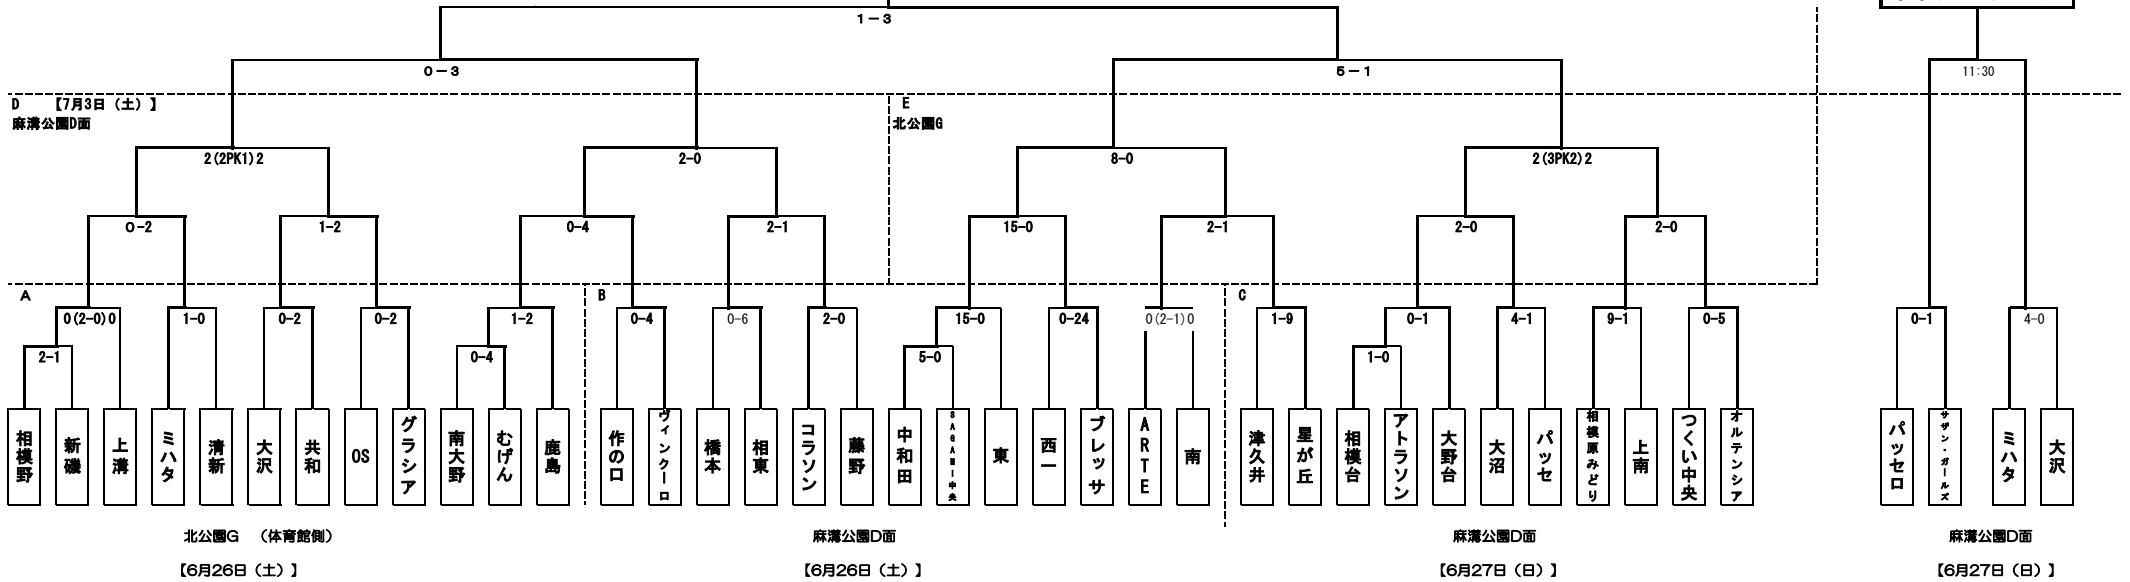 1－3
0－3
5－1
11:30
D 【7月3日（土）】
麻溝公園D面
E
北公園G
2(2PK1)2
2-0
8-0
2(3PK2)2
0-2
1-2
0-4
2-1
15-0
2-1
2-0
2-0
A
B
C
0(2-0)0
1-0
0-2
0-2
1-2
0-4
0-6
2-0
15-0
0-24
0(2-1)0
1-9
0-1
4-1
9-1
0-5
0-1
4-0
2-1
0-4
5-0
1-0
相模野
新磯
上溝
ミハタ
清新
大沢
共和
OS
グラシア
南大野
むげん
鹿島
作の口
ヴィンクーロ
橋本
相東
コラソン
藤野
中和田
SAGAMI中央
東
西一
ブレッサ
ARTE
南
津久井
星が丘
相模台
アトラソン
大野台
大沼
パッセ
相模原みどり
上南
つくい中央
オルテンシア
パッセロ
サザン・ガールズ
ミハタ
大沢
北公園G （体育館側）
麻溝公園D面
麻溝公園D面
麻溝公園D面
【6月26日（土）】
【6月26日（土）】
【6月27日（日）】
【6月27日（日）】